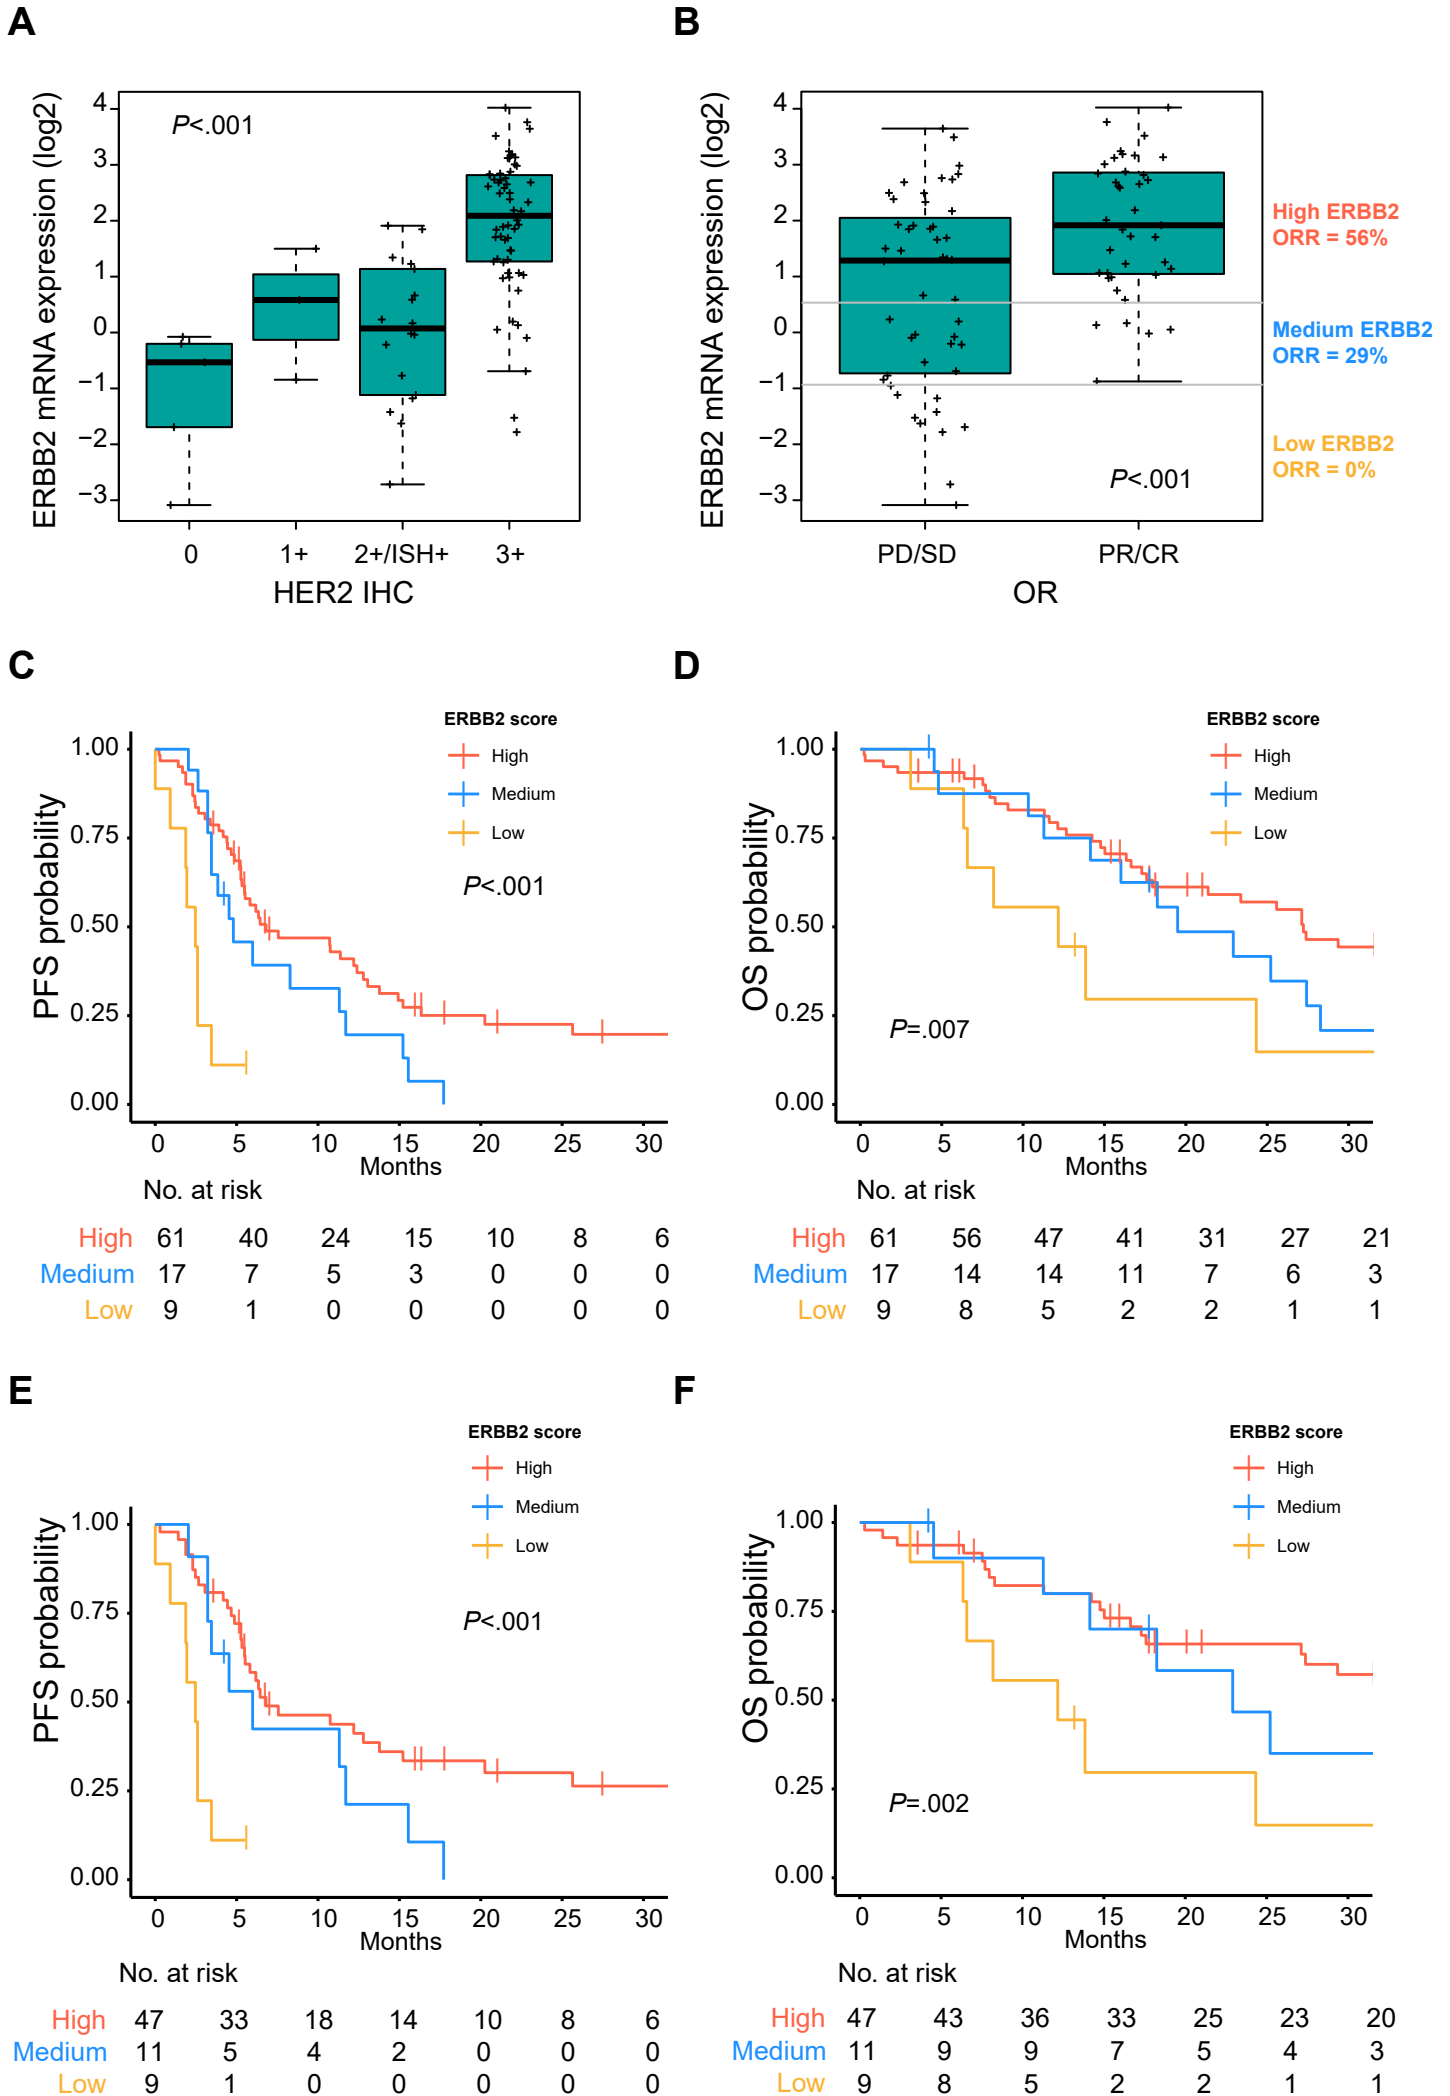 A
B
ERBB2 mRNA expression (log2)
4
3
2
1
0
−1
−2
−3
P<.001
0
1+
2+/ISH+
3+
HER2 IHC
ERBB2 mRNA expression (log2)
4
3
2
1
0
−1
−2
−3
P<.001
PD/SD
PR/CR
OR
High ERBB2
ORR = 56%
Medium ERBB2
ORR = 29%
Low ERBB2
ORR = 0%
C
PFS probability
1.00
0.75
0.50
0.25
0.00
ERBB2 score
High
Medium
Low
P<.001
0 5 10 15 20 25 30
Months
No. at risk
High 61 40 24 15 10 8 6
Medium 17 7 5 3 0 0 0
Low 9 1 0 0 0 0 0
D
OS probability
1.00
0.75
0.50
0.25
0.00
ERBB2 score
High
Medium
Low
P=.007
0 5 10 15 20 25 30
Months
No. at risk
High 61 56 47 41 31 27 21
Medium 17 14 14 11 7 6 3
Low 9 8 5 2 2 1 1
E
PFS probability
1.00
0.75
0.50
0.25
0.00
ERBB2 score
High
Medium
Low
P<.001
0 5 10 15 20 25 30
Months
No. at risk
High 47 33 18 14 10 8 6
Medium 11 5 4 2 0 0 0
Low 9 1 0 0 0 0 0
F
OS probability
1.00
0.75
0.50
0.25
0.00
ERBB2 score
High
Medium
Low
P=.002
0 5 10 15 20 25 30
Months
No. at risk
High 47 43 36 33 25 23 20
Medium 11 9 9 7 5 4 3
Low 9 8 5 2 2 1 1